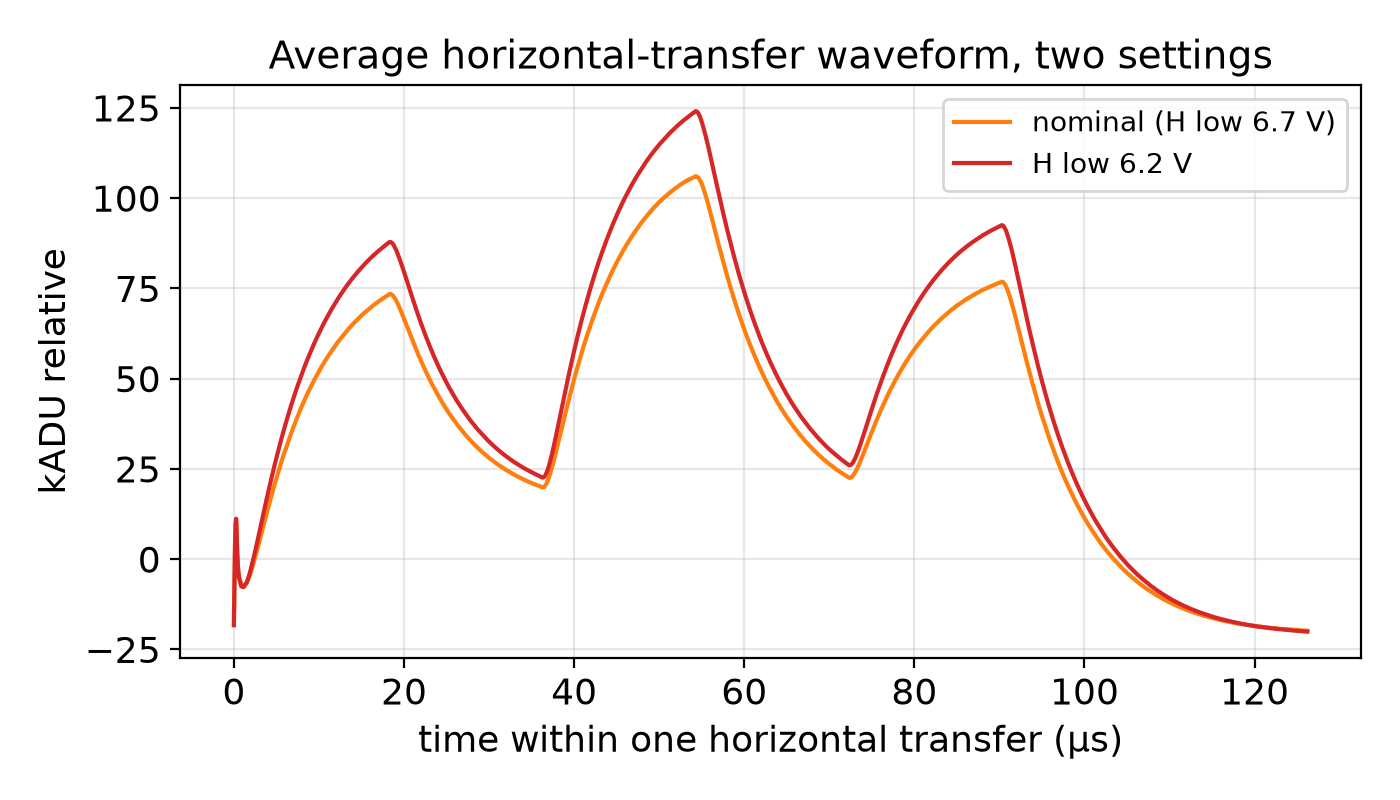 Average horizontal-transfer waveform, two settings
nominal (H low 6.7 V)
H low 6.2 V
kADU relative
125
100
75
50
25
0
−25
0
20
40
60
80
100
120
time within one horizontal transfer (μs)